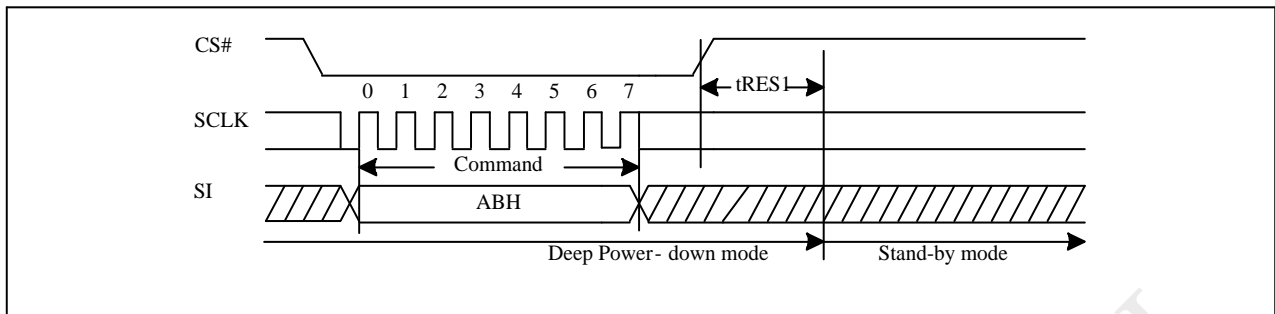 CS#
0 1 2 3 4 5 6 7
tRES1
SCLK
Command
SI
ABH
Deep Power- down mode
Stand-by mode